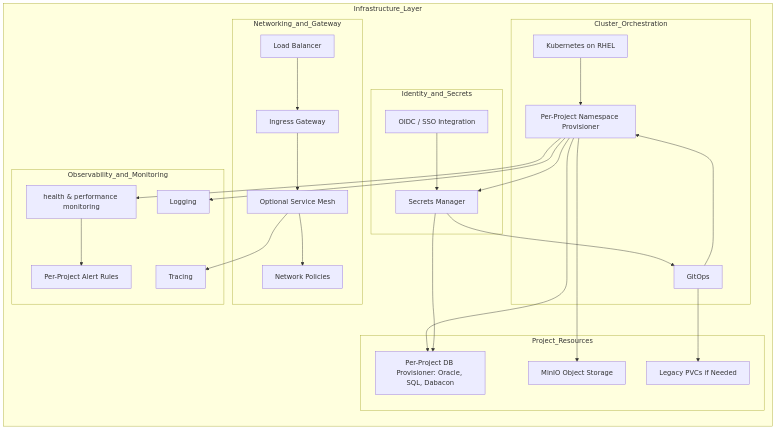 Infrastructure_Layer
Networking_and_Gateway
Load Balancer
Ingress Gateway
Optional Service Mesh
Network Policies
Cluster_Orchestration
Kubernetes on RHEL
Per-Project Namespace
Provisioner
GitOps
Identity_and_Secrets
OIDC / SSO Integration
Secrets Manager
Observability_and_Monitoring
health & performance
monitoring
Logging
Per-Project Alert Rules
Tracing
Project_Resources
Per-Project DB
Provisioner: Oracle,
SQL, Dabacon
MinIO Object Storage
Legacy PVCs if Needed